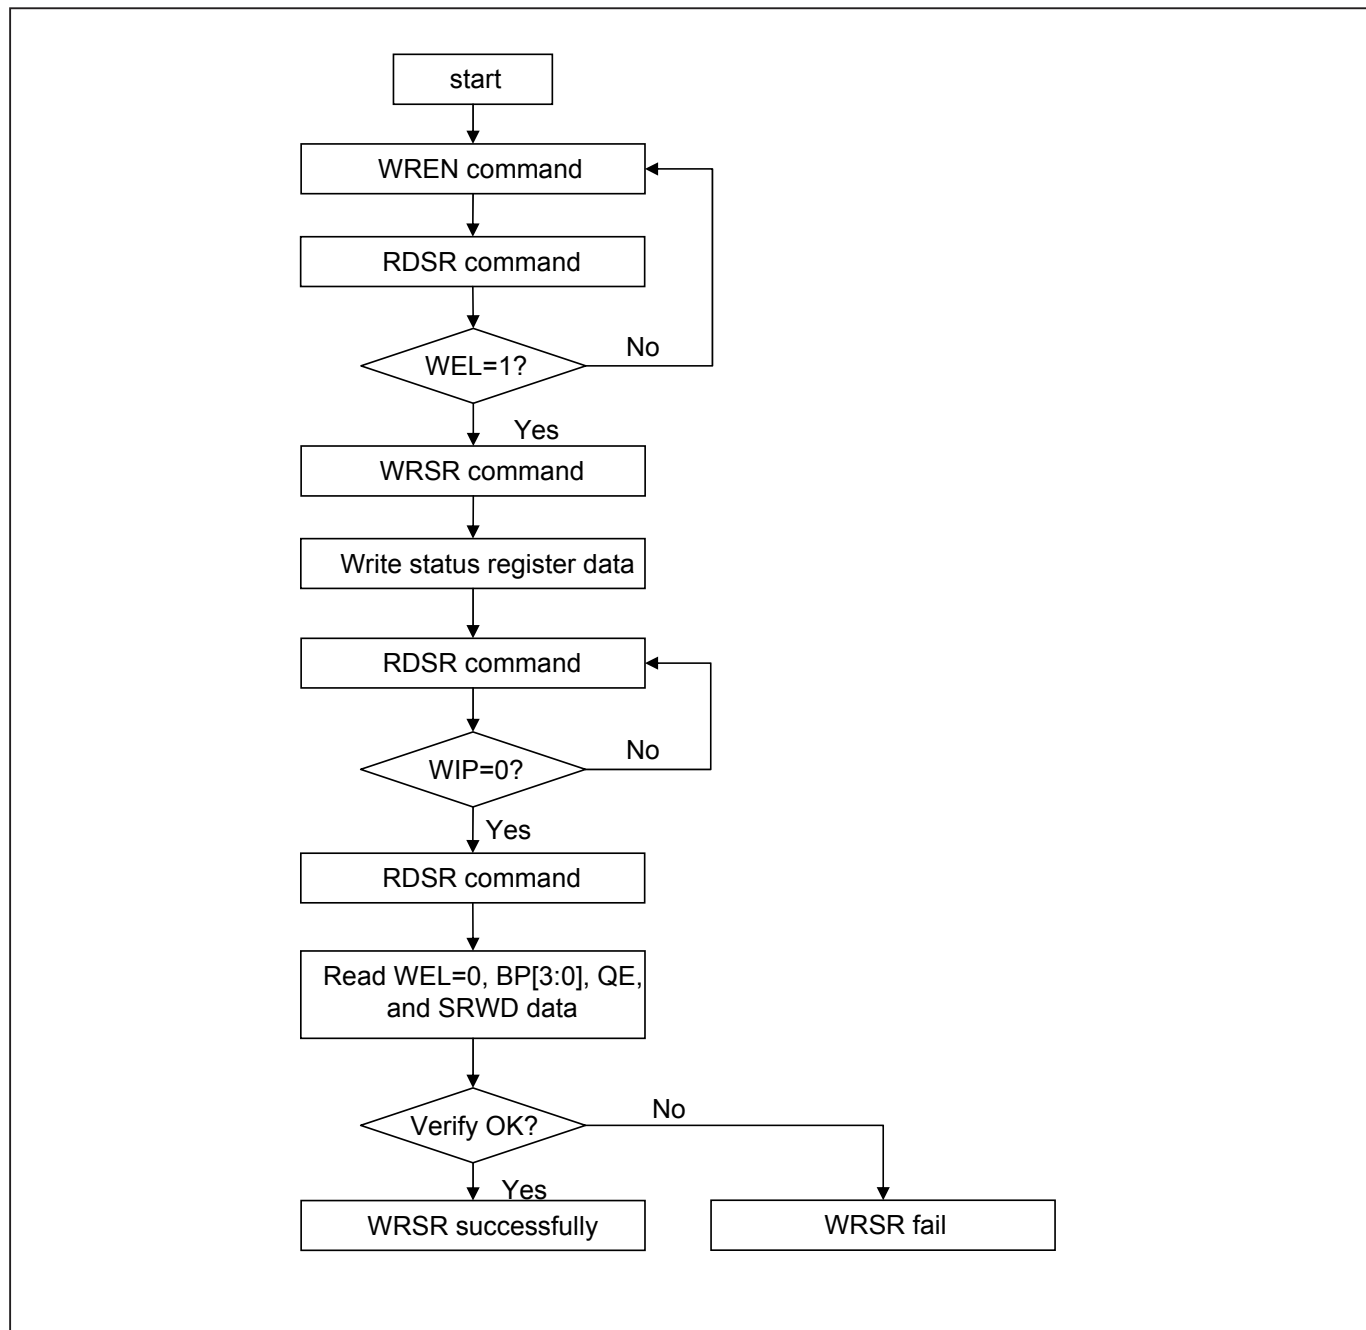 start
WREN command
RDSR command
WEL=1?
No
Yes
WRSR command
Write status register data
RDSR command
WIP=0?
No
Yes
RDSR command
Read WEL=0, BP[3:0], QE,
and SRWD data
Verify OK?
No
Yes
WRSR successfully
WRSR fail